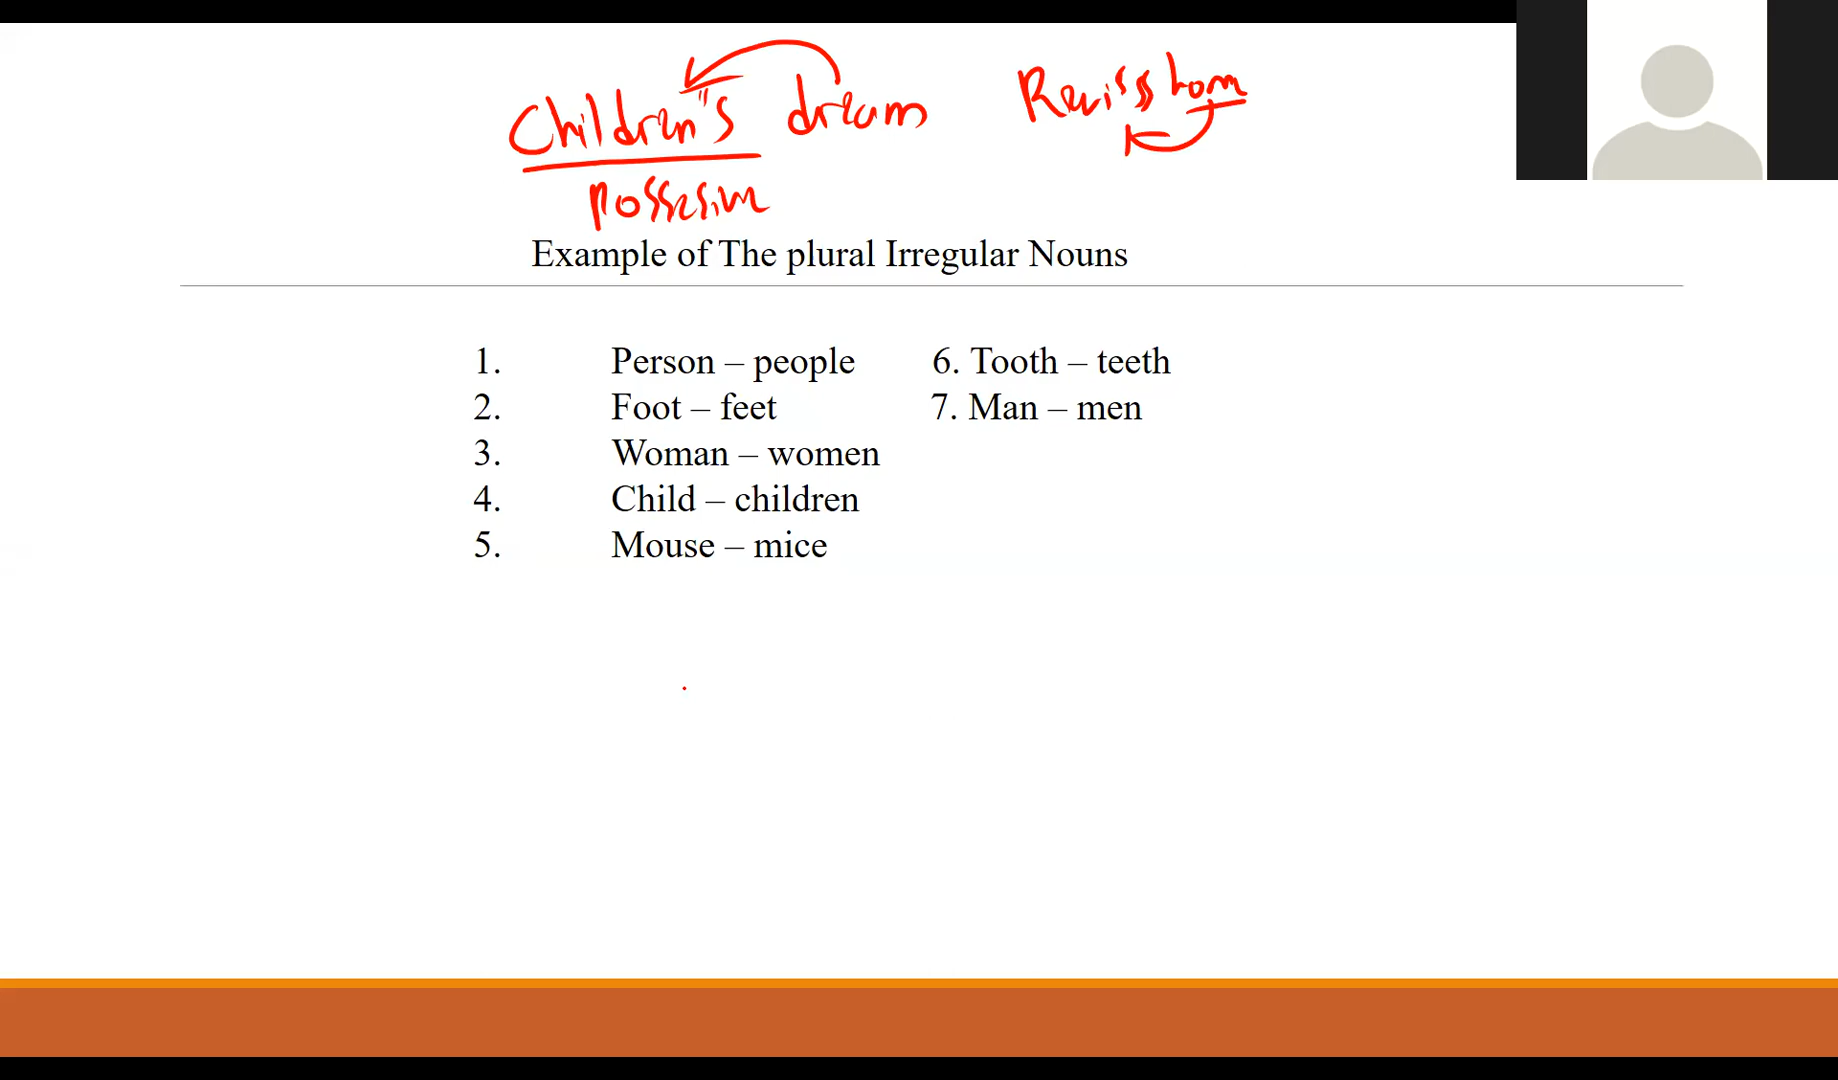 Children's dream
possesive
Example of The plural Irregular Nouns
1. Person – people 6. Tooth – teeth
2. Foot – feet 7. Man – men
3. Woman – women
4. Child – children
5. Mouse – mice